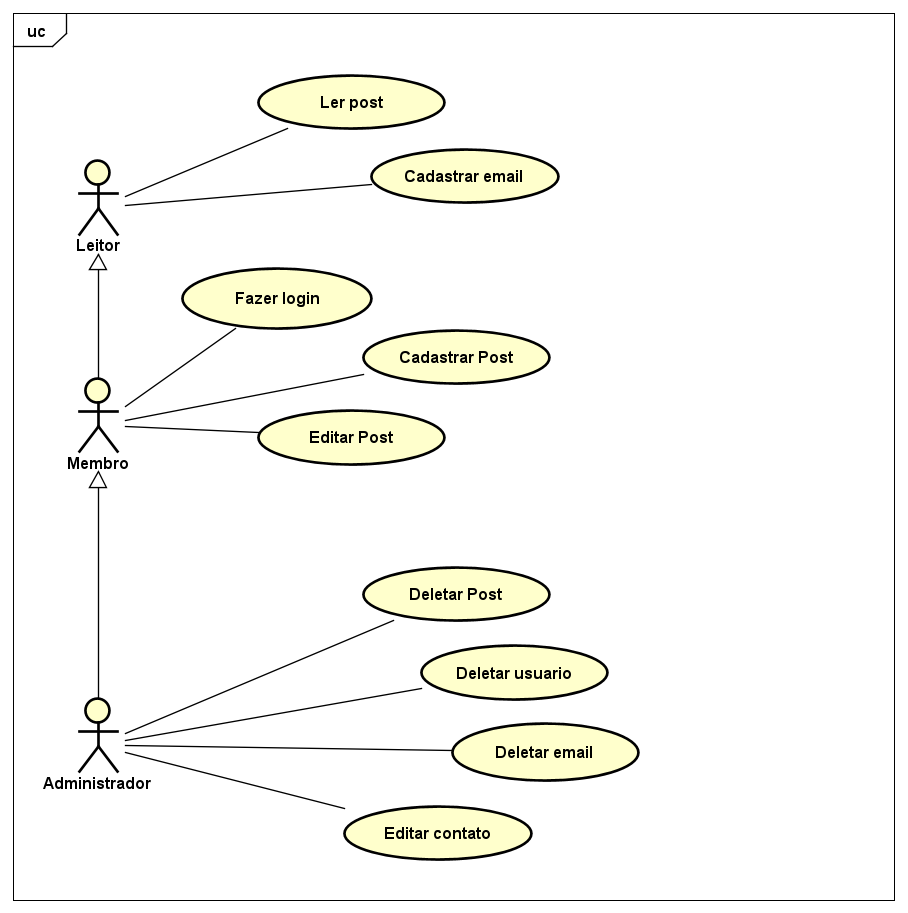 uc
Ler post
Cadastrar email
Leitor
Fazer login
Cadastrar Post
Editar Post
Membro
Deletar Post
Deletar usuario
Deletar email
Administrador
Editar contato